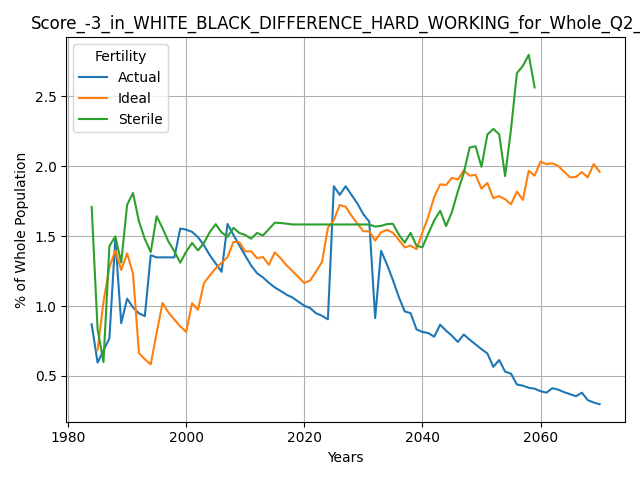 Score_-3_in_WHITE_BLACK_DIFFERENCE_HARD_WORKING_for_Whole_Q2_
Fertility
Actual
Ideal
Sterile
% of Whole Population
2.5
2.0
1.5
1.0
0.5
1980
2000
2020
2040
2060
Years